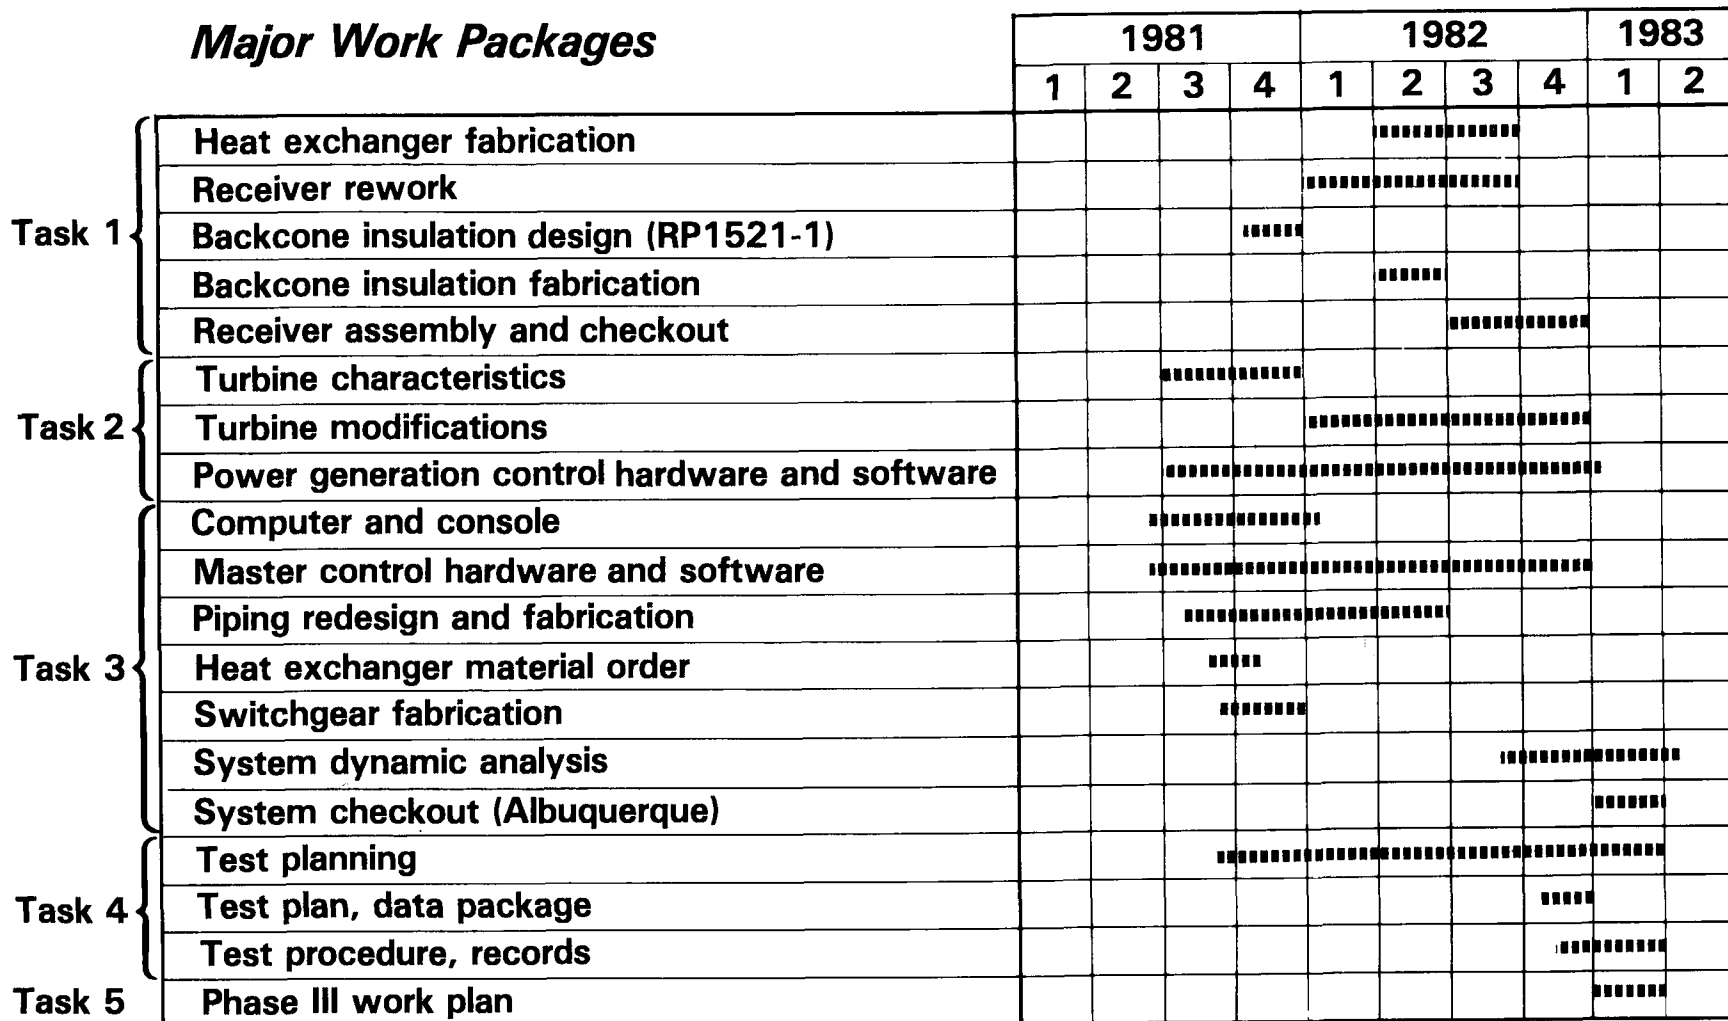 Major Work Packages
1981 1982 1983
1 2 3 4 1 2 3 4 1 2
Heat exchanger fabrication
Receiver rework
Task 1 Backcone insulation design (RP1521-1)
Backcone insulation fabrication
Receiver assembly and checkout
Turbine characteristics
Task 2 Turbine modifications
Power generation control hardware and software
Computer and console
Master control hardware and software
Piping redesign and fabrication
Task 3 Heat exchanger material order
Switchgear fabrication
System dynamic analysis
System checkout (Albuquerque)
Test planning
Task 4 Test plan, data package
Test procedure, records
Task 5 Phase III work plan